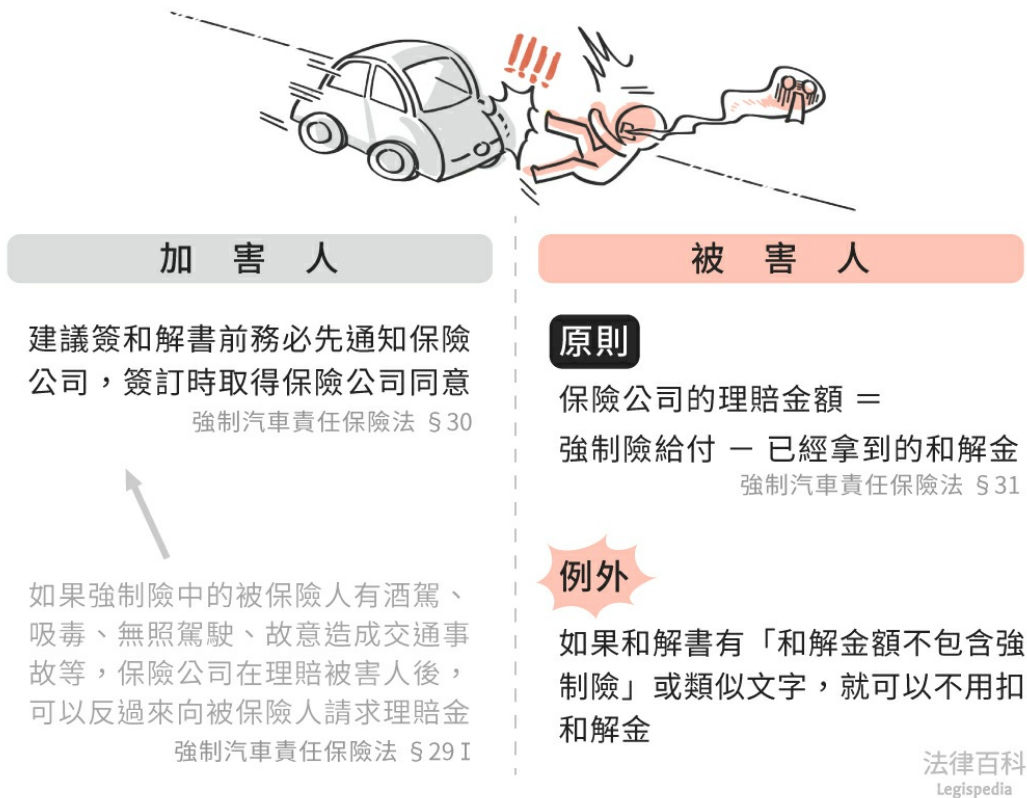 !!!!
加害人
建議簽和解書前務必先通知保險
公司，簽訂時取得保險公司同意
強制汽車責任保險法 §30
如果強制險中的被保險人有酒駕、
吸毒、無照駕駛、故意造成交通事
故等，保險公司在理賠被害人後，
可以反過來向被保險人請求理賠金
強制汽車責任保險法 §29 I
被害人
原則
保險公司的理賠金額 ＝
強制險給付 － 已經拿到的和解金
強制汽車責任保險法 §31
例外
如果和解書有「和解金額不包含強
制險」或類似文字，就可以不用扣
和解金
法律百科
Legispedia